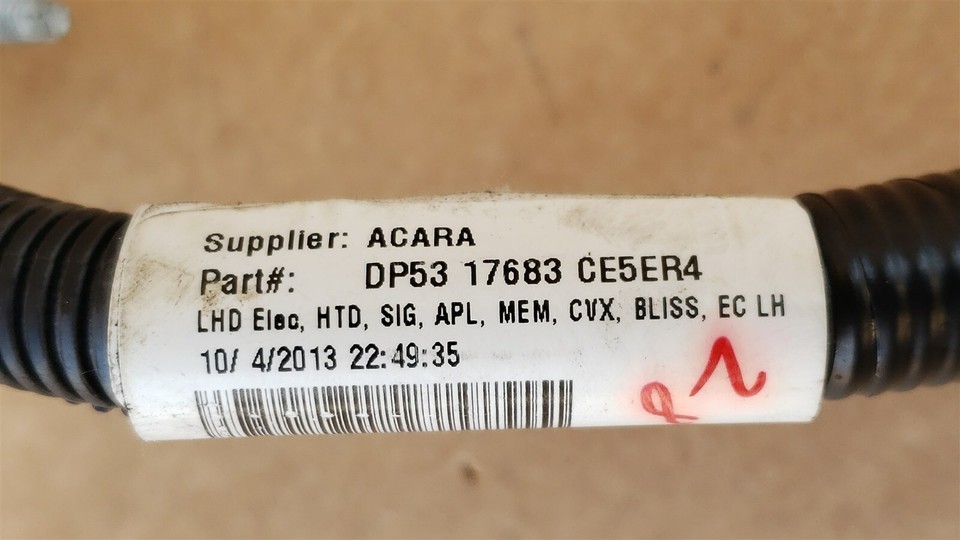 Supplier: ACARA
Part#: DP53 17683 CE5ER4
LHD Elec, HTD, SIG, APL, MEM, CVX, BLISS, EC LH
10/ 4/2013 22:49:35